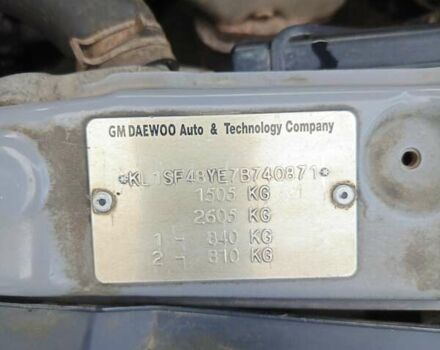 GM DAEWOO Auto & Technology Company
*KL1SF48YE7B740871*
1505 KG
2605 KG
1 - 840 KG
2 - 810 KG